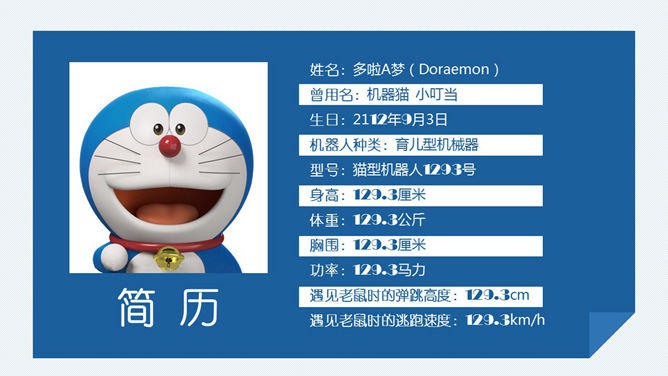 姓名：多啦A梦（Doraemon）
曾用名：机器猫 小叮当
生日：2112年9月3日
机器人种类：育儿型机械器
型号：猫型机器人1293号
身高：129.3厘米
体重：129.3公斤
胸围：129.3厘米
功率：129.3马力
遇见老鼠时的弹跳高度：129.3cm
遇见老鼠时的逃跑速度：129.3km/h
简 历